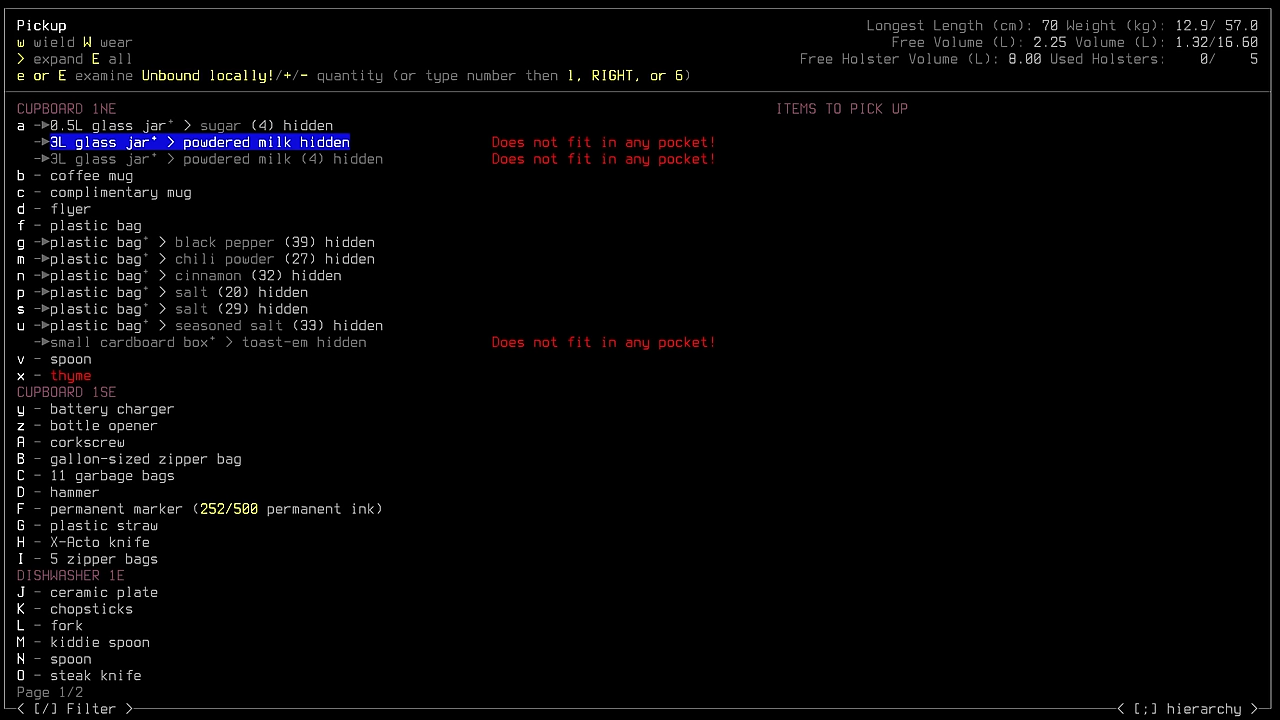 Pickup
Longest Length (cm): 70 Weight (kg): 12.9/ 57.0
w wield W wear
Free Volume (L): 2.25 Volume (L): 1.32/16.60
> expand E all
Free Holster Volume (L): 8.00 Used Holsters: 0/ 5
e or E examine Unbound locally!/+/- quantity (or type number then l, RIGHT, or 6)
CUPBOARD 1NE
ITEMS TO PICK UP
a -▶0.5L glass jar⁺ > sugar (4) hidden
-▶3L glass jar⁺ > powdered milk hidden Does not fit in any pocket!
-▶3L glass jar⁺ > powdered milk (4) hidden Does not fit in any pocket!
b - coffee mug
c - complimentary mug
d - flyer
f - plastic bag
g -▶plastic bag⁺ > black pepper (39) hidden
m -▶plastic bag⁺ > chili powder (27) hidden
n -▶plastic bag⁺ > cinnamon (32) hidden
p -▶plastic bag⁺ > salt (20) hidden
s -▶plastic bag⁺ > salt (29) hidden
u -▶plastic bag⁺ > seasoned salt (33) hidden
-▶small cardboard box⁺ > toast-em hidden Does not fit in any pocket!
v - spoon
x - thyme
CUPBOARD 1SE
y - battery charger
z - bottle opener
A - corkscrew
B - gallon-sized zipper bag
C - 11 garbage bags
D - hammer
F - permanent marker (252/500 permanent ink)
G - plastic straw
H - X-Acto knife
I - 5 zipper bags
DISHWASHER 1E
J - ceramic plate
K - chopsticks
L - fork
M - kiddie spoon
N - spoon
O - steak knife
Page 1/2
< [/] Filter >
< [;] hierarchy >